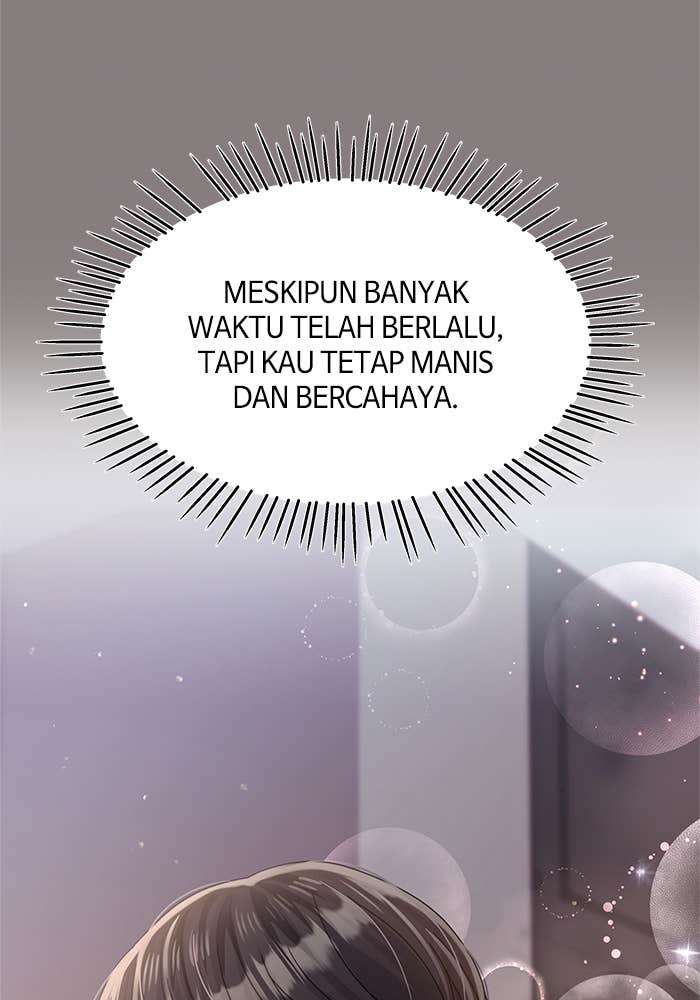 MESKIPUN BANYAK
WAKTU TELAH BERLALU,
TAPI KAU TETAP MANIS
DAN BERCAHAYA.